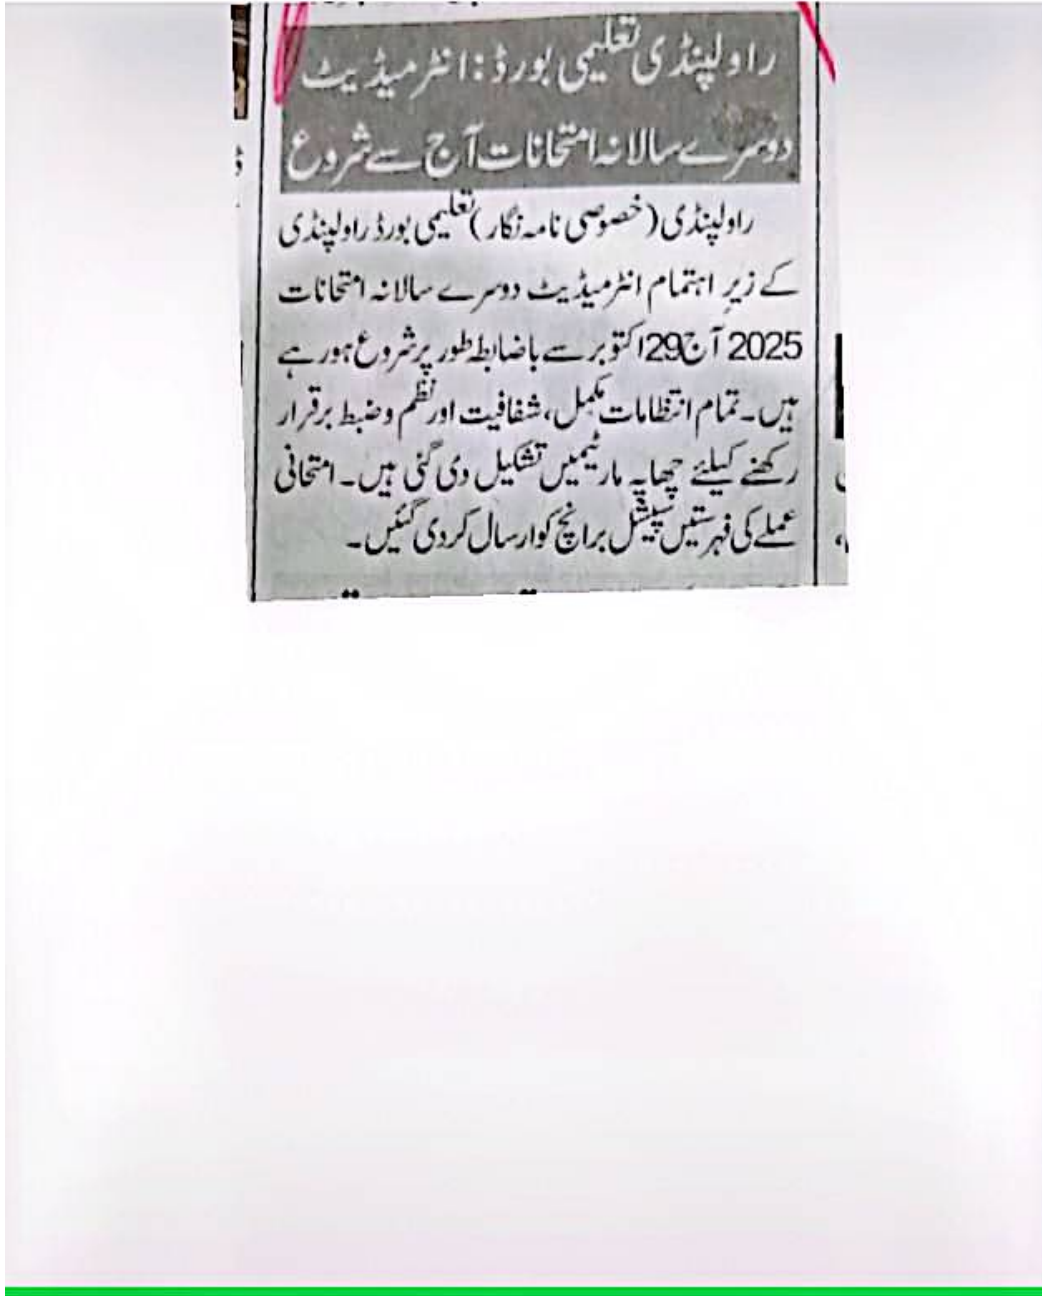 راولپنڈی تعلیمی بورڈ: انٹرمیڈیٹ
دوسرے سالانہ امتحانات آج سے شروع
راولپنڈی (خصوصی نامہ نگار) تعلیمی بورڈ راولپنڈی
کے زیر اہتمام انٹرمیڈیٹ دوسرے سالانہ امتحانات
2025 آج 29 اکتوبر سے باضابطہ طور پر شروع ہو رہے
ہیں۔ تمام انتظامات مکمل، شفافیت اور نظم و ضبط برقرار
رکھنے کیلئے چھاپہ مار ٹیمیں تشکیل دی گئی ہیں۔ امتحانی
عملے کی فہرستیں سپیشل برانچ کو ارسال کر دی گئیں۔